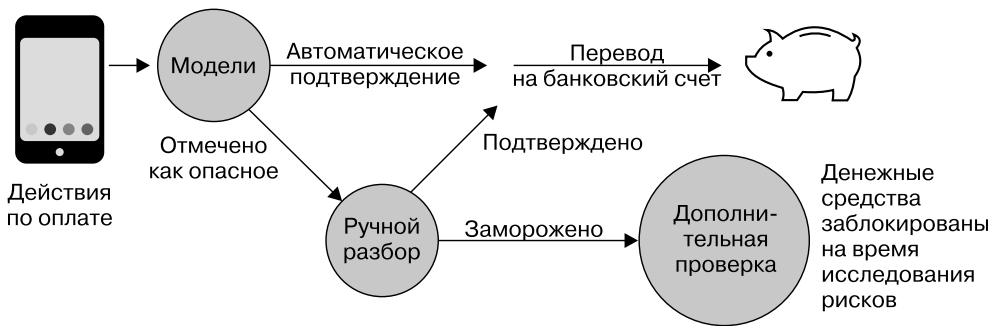 Действия
по оплате
Модели
Автоматическое
подтверждение
Перевод
на банковский счет
Отмечено
как опасное
Подтверждено
Ручной
разбор
Заморожено
Дополни-
тельная
проверка
Денежные
средства
заблокированы
на время
исследования
рисков